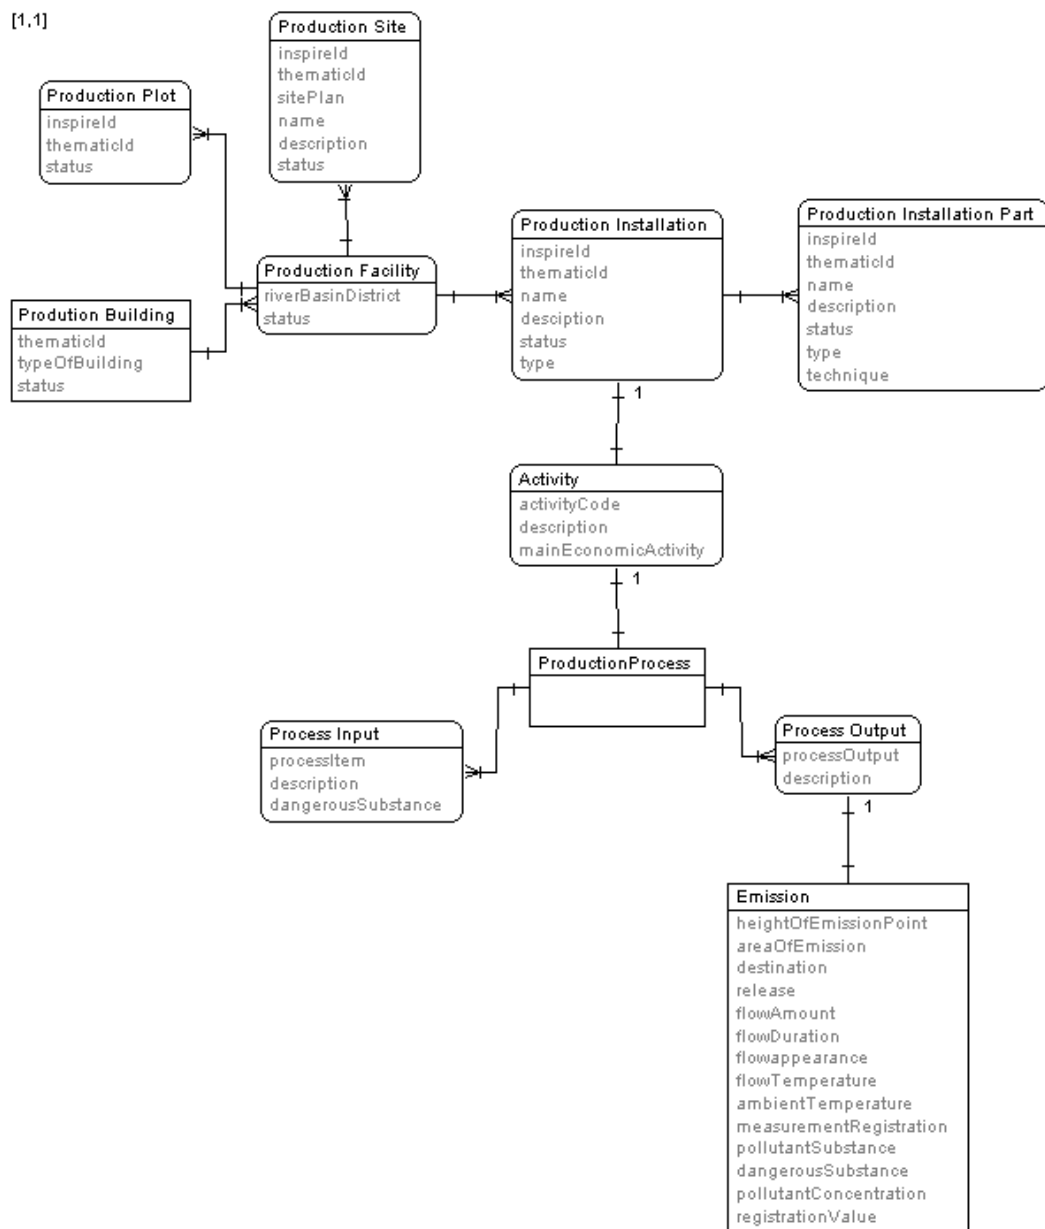 [1,1]
Production Site
inspireId
thematicId
sitePlan
name
description
status
Production Plot
inspireId
thematicId
status
Production Facility
riverBasinDistrict
status
Prodution Building
thematicId
typeOfBuilding
status
Production Installation
inspireId
thematicId
name
desciption
status
type
Production Installation Part
inspireId
thematicId
name
description
status
type
technique
1
Activity
activityCode
description
mainEconomicActivity
1
ProductionProcess
Process Input
processItem
description
dangerousSubstance
Process Output
processOutput
description
1
Emission
heightOfEmissionPoint
areaOfEmission
destination
release
flowAmount
flowDuration
flowappearance
flowTemperature
ambientTemperature
measurementRegistration
pollutantSubstance
dangerousSubstance
pollutantConcentration
registrationValue